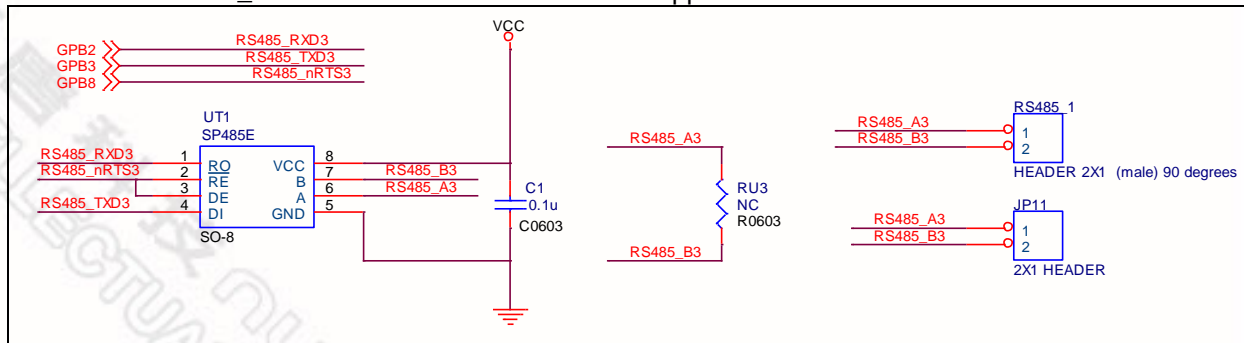 VCC
GPB2 RS485_RXD3
GPB3 RS485_TXD3
GPB8 RS485_nRTS3
UT1
SP485E
RS485_RXD3 1 RO VCC 8
RS485_nRTS3 2 RE B 7 RS485_B3
3 DE A 6 RS485_A3
RS485_TXD3 4 DI GND 5
SO-8
C1
0.1u
C0603
RS485_A3
RU3
NC
R0603
RS485_B3
RS485_1
RS485_A3 1
RS485_B3 2
HEADER 2X1 (male) 90 degrees
JP11
RS485_A3 1
RS485_B3 2
2X1 HEADER